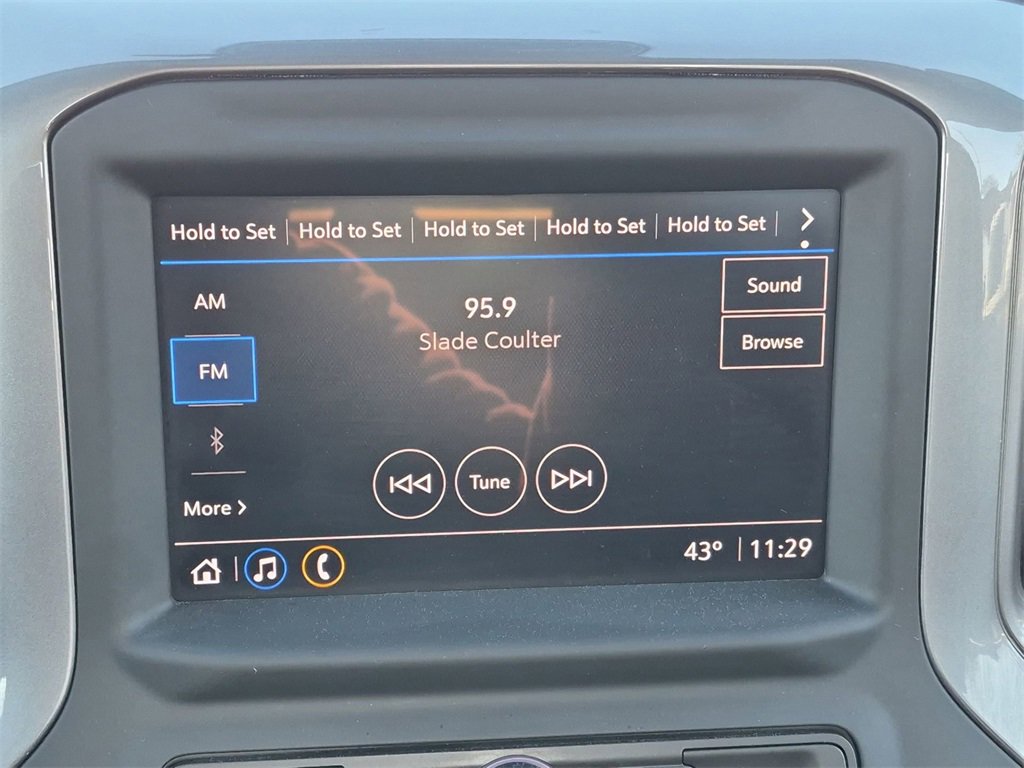 Hold to Set Hold to Set Hold to Set Hold to Set Hold to Set
AM
95.9
Sound
Slade Coulter
Browse
FM
Tune
More
43° 11:29